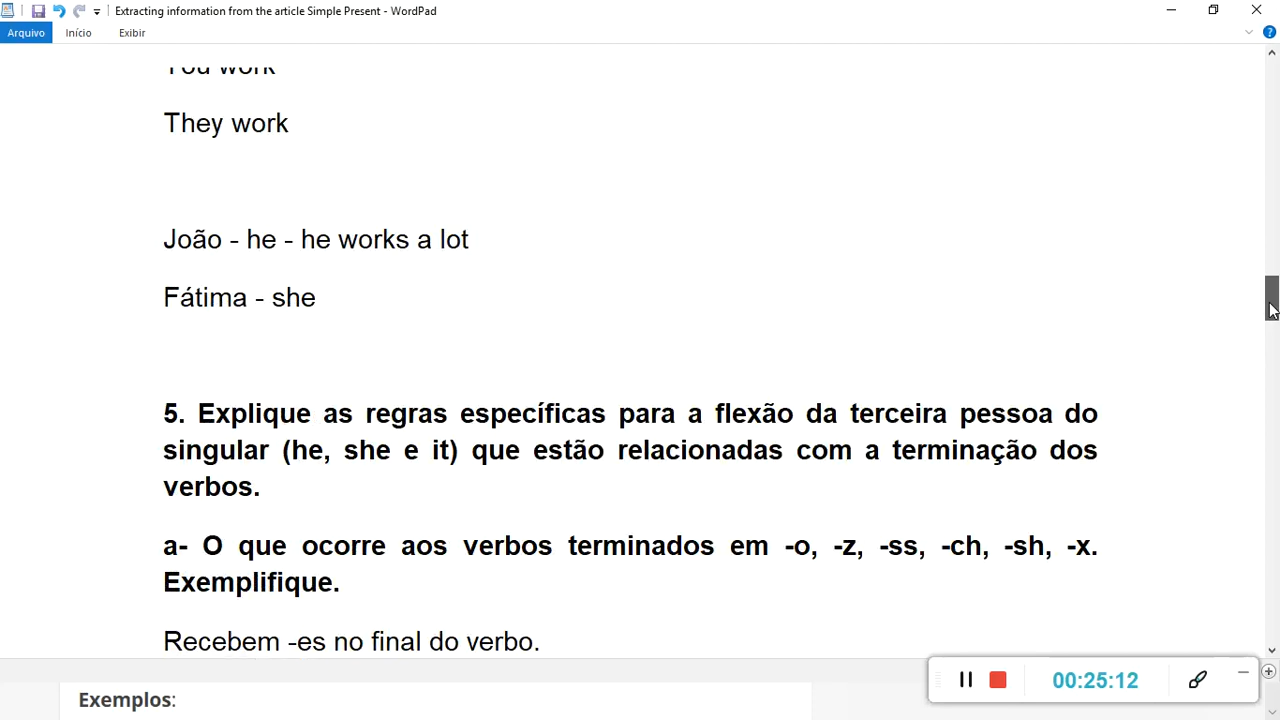 Extracting information from the article Simple Present - WordPad
Arquivo Início Exibir
You work
They work
João - he - he works a lot
Fátima - she
5. Explique as regras específicas para a flexão da terceira pessoa do
singular (he, she e it) que estão relacionadas com a terminação dos
verbos.
a- O que ocorre aos verbos terminados em -o, -z, -ss, -ch, -sh, -x.
Exemplifique.
Recebem -es no final do verbo.
00:25:12
Exemplos: